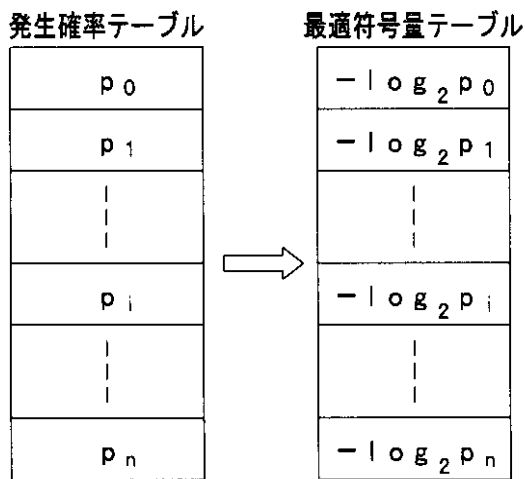 発生確率テーブル
p₀
p₁
pᵢ
pₙ
最適符号量テーブル
−log₂p₀
−log₂p₁
−log₂pᵢ
−log₂pₙ